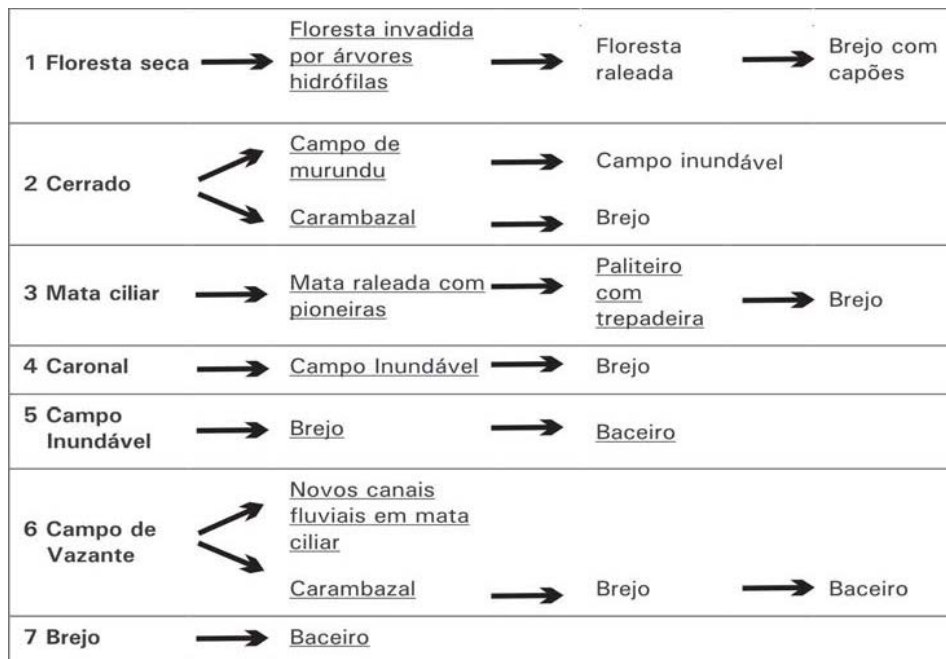 1 Floresta seca
Floresta invadida
por árvores
hidrófilas
Floresta
raleada
Brejo com
capões
2 Cerrado
Campo de
murundu
Campo inundável
Carambazal
Brejo
3 Mata ciliar
Mata raleada com
pioneiras
Paliteiro
com
trepadeira
Brejo
4 Caronal
Campo Inundável
Brejo
5 Campo
Inundável
Brejo
Baceiro
6 Campo de
Vazante
Novos canais
fluviais em mata
ciliar
Carambazal
Brejo
Baceiro
7 Brejo
Baceiro